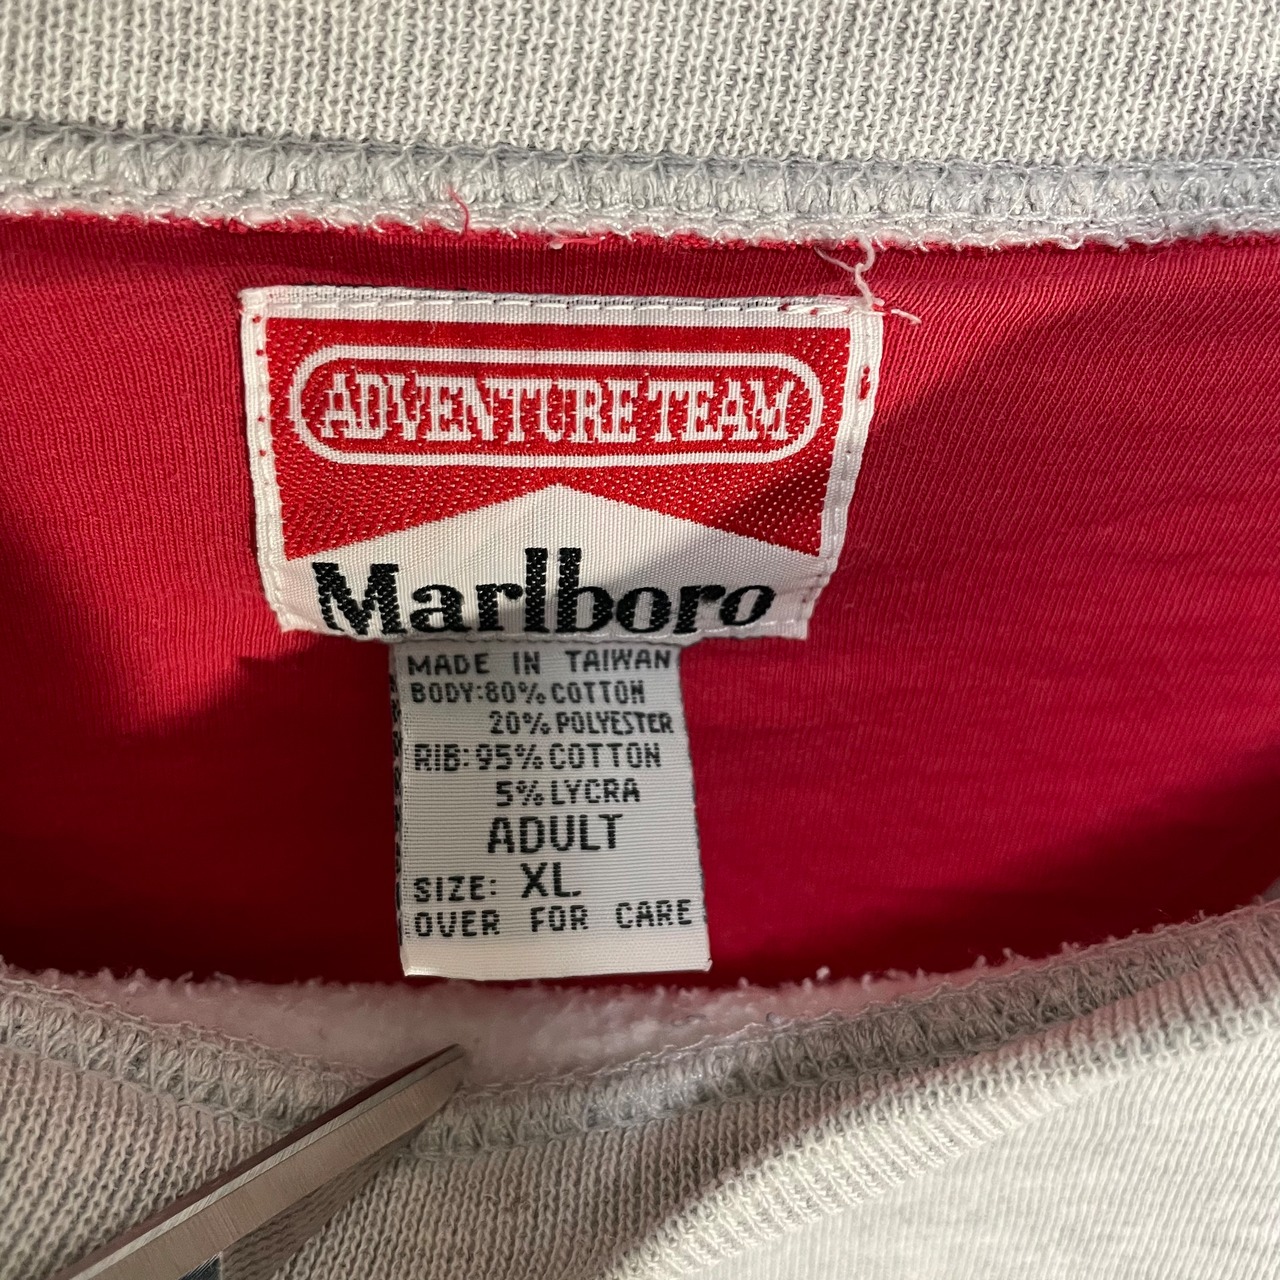 ADVENTURE TEAM
Marlboro
MADE IN TAIWAN
BODY:80% COTTON
20% POLYESTER
RIB:95% COTTON
5% LYCRA
ADULT
SIZE: XL
OVER FOR CARE